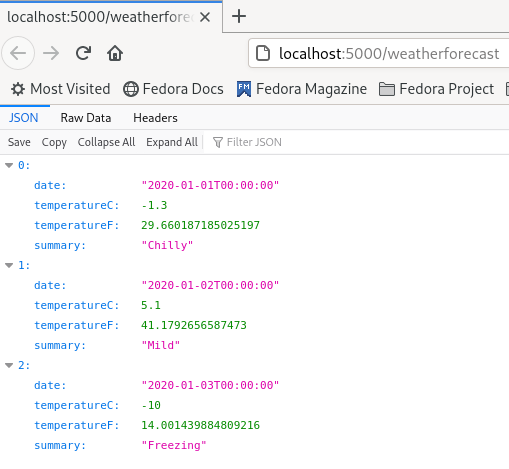 localhost:5000/weatherfore
localhost:5000/weatherforecast
Most Visited Fedora Docs FM Fedora Magazine Fedora Project
JSON Raw Data Headers
Save Copy Collapse All Expand All Filter JSON
0:
date: "2020-01-01T00:00:00"
temperatureC: -1.3
temperatureF: 29.660187185025197
summary: "Chilly"
1:
date: "2020-01-02T00:00:00"
temperatureC: 5.1
temperatureF: 41.1792656587473
summary: "Mild"
2:
date: "2020-01-03T00:00:00"
temperatureC: -10
temperatureF: 14.001439884809216
summary: "Freezing"